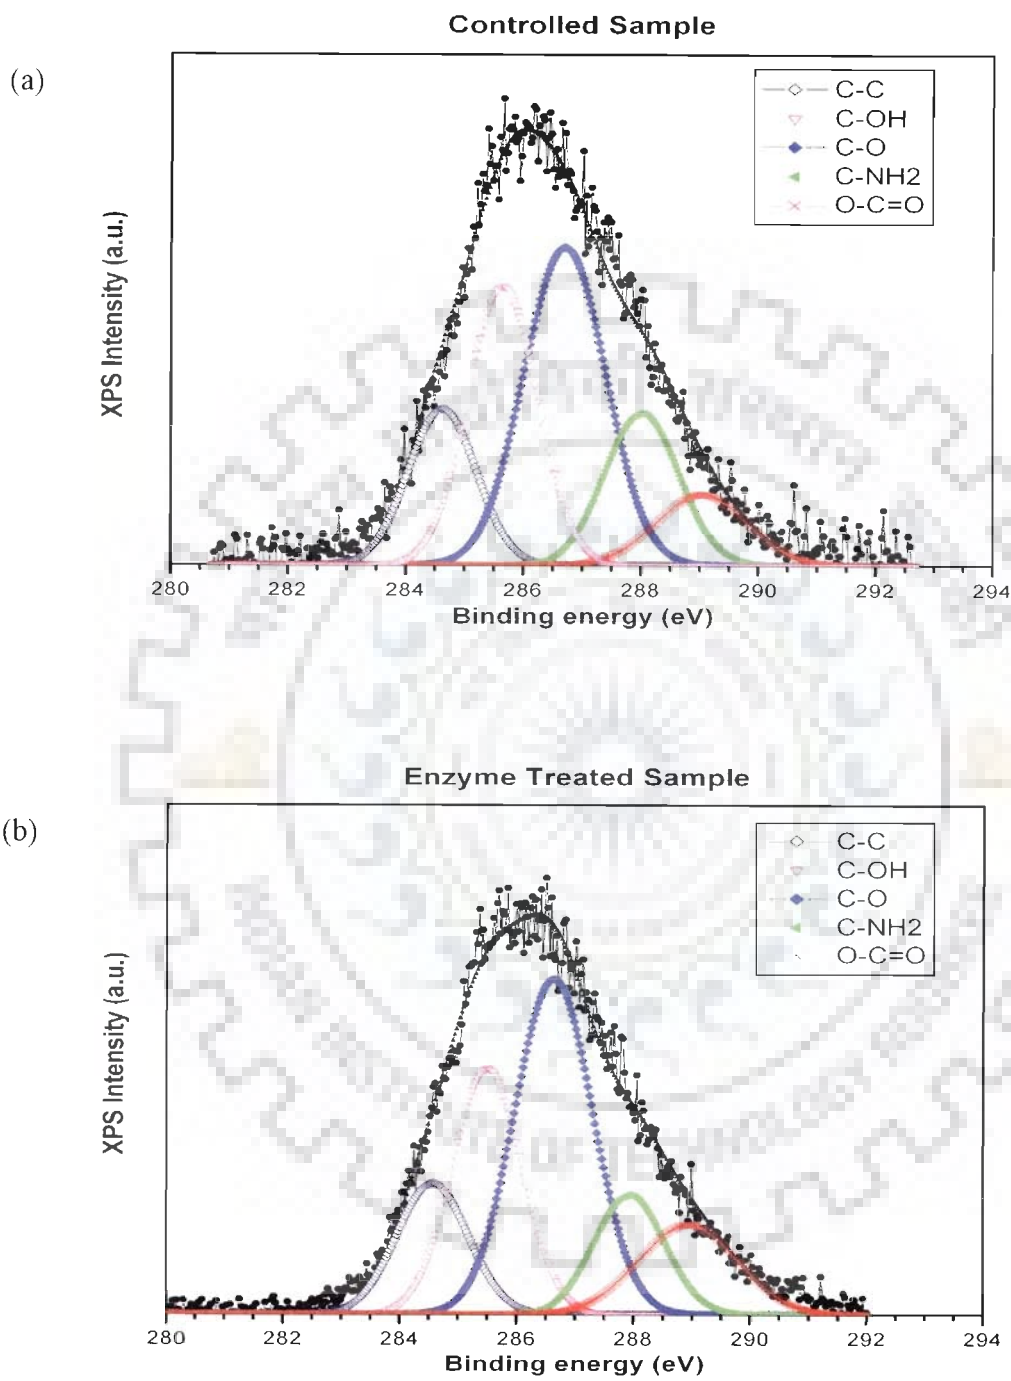 Controlled Sample
(a)
C-C
C-OH
C-O
C-NH2
O-C=O
XPS Intensity (a.u.)
280 282 284 286 288 290 292 294
Binding energy (eV)
Enzyme Treated Sample
(b)
C-C
C-OH
C-O
C-NH2
O-C=O
XPS Intensity (a.u.)
280 282 284 286 288 290 292 294
Binding energy (eV)